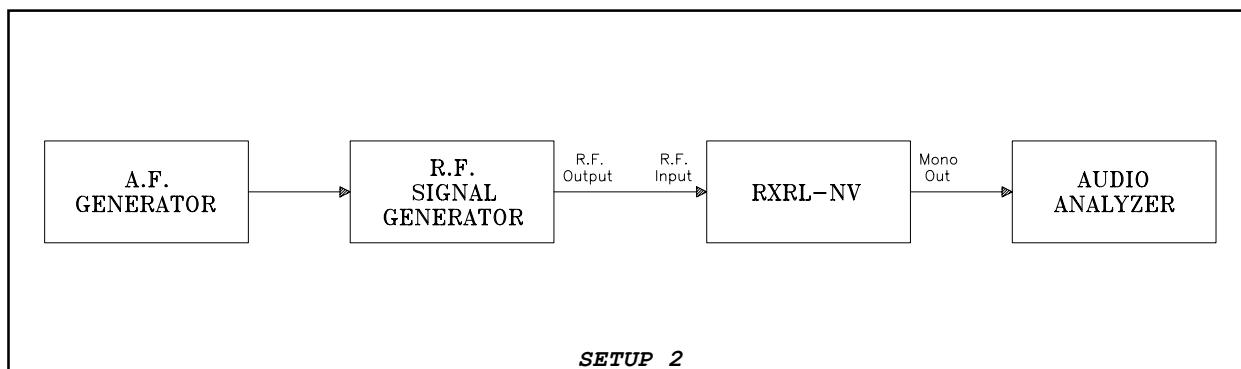 A.F.
GENERATOR
R.F.
SIGNAL
GENERATOR
R.F.
Output
R.F.
Input
RXRL-NV
Mono
Out
AUDIO
ANALYZER
SETUP 2